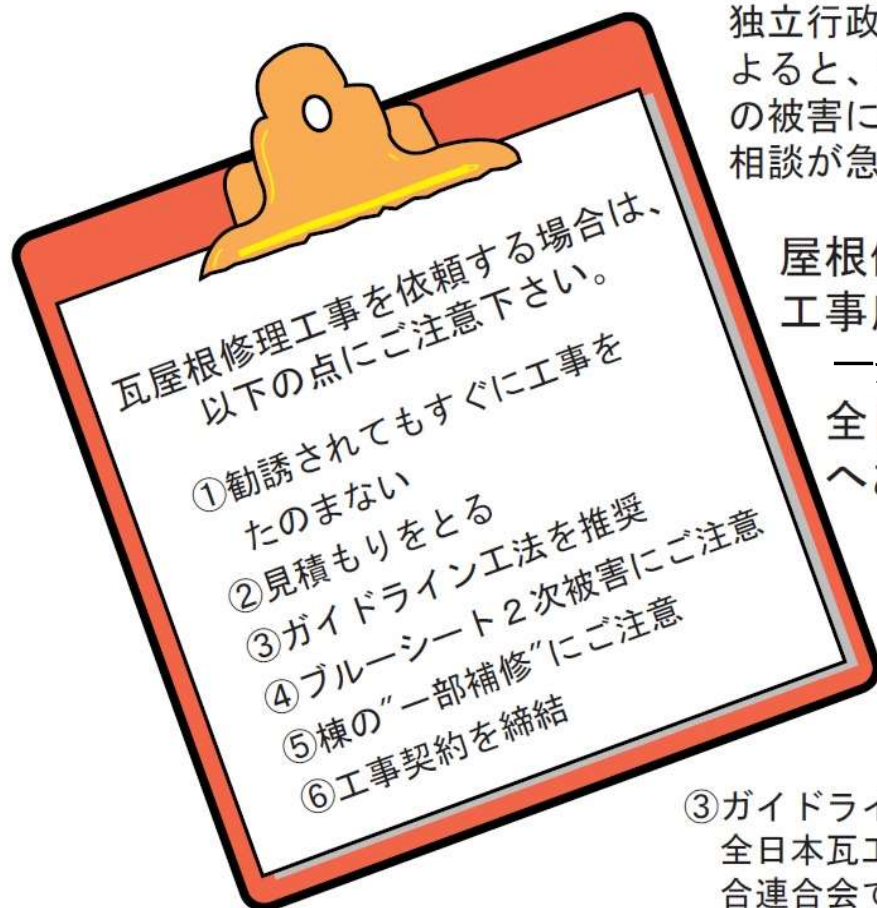 瓦屋根修理工事を依頼する場合は、
以下の点にご注意下さい。
①勧誘されてもすぐに工事を
たのまない
②見積もりをとる
③ガイドライン工法を推奨
④ブルーシート2次被害にご注意
⑤棟の"一部補修"にご注意
⑥工事契約を締結
独立行政
よると、
の被害に
相談が急
屋根
工事
全
へ
③ガイドライ
全日本瓦工
合連合会で